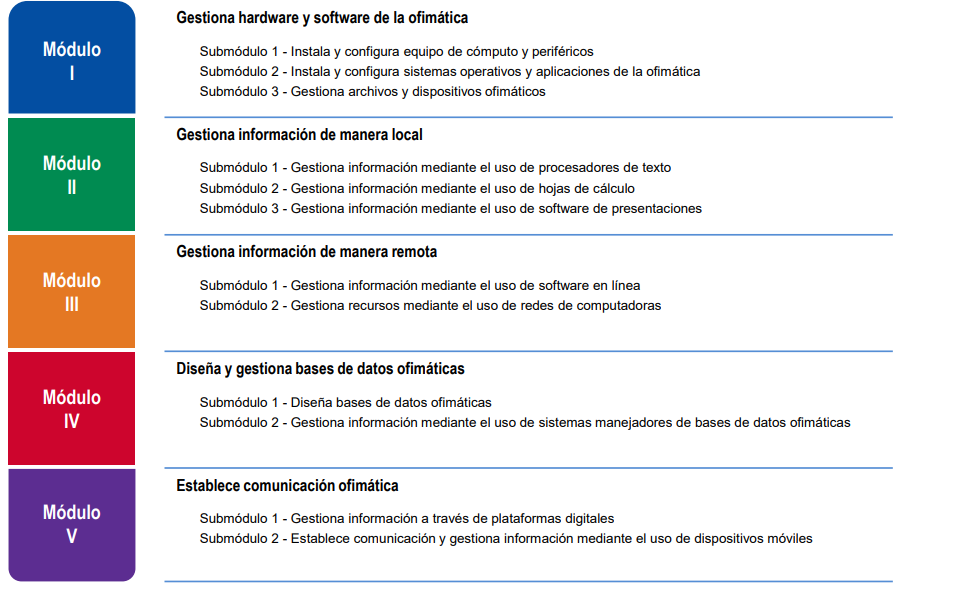 Módulo
I
Gestiona hardware y software de la ofimática
Submódulo 1 - Instala y configura equipo de cómputo y periféricos
Submódulo 2 - Instala y configura sistemas operativos y aplicaciones de la ofimática
Submódulo 3 - Gestiona archivos y dispositivos ofimáticos
Módulo
II
Gestiona información de manera local
Submódulo 1 - Gestiona información mediante el uso de procesadores de texto
Submódulo 2 - Gestiona información mediante el uso de hojas de cálculo
Submódulo 3 - Gestiona información mediante el uso de software de presentaciones
Módulo
III
Gestiona información de manera remota
Submódulo 1 - Gestiona información mediante el uso de software en línea
Submódulo 2 - Gestiona recursos mediante el uso de redes de computadoras
Módulo
IV
Diseña y gestiona bases de datos ofimáticas
Submódulo 1 - Diseña bases de datos ofimáticas
Submódulo 2 - Gestiona información mediante el uso de sistemas manejadores de bases de datos ofimáticas
Módulo
V
Establece comunicación ofimática
Submódulo 1 - Gestiona información a través de plataformas digitales
Submódulo 2 - Establece comunicación y gestiona información mediante el uso de dispositivos móviles